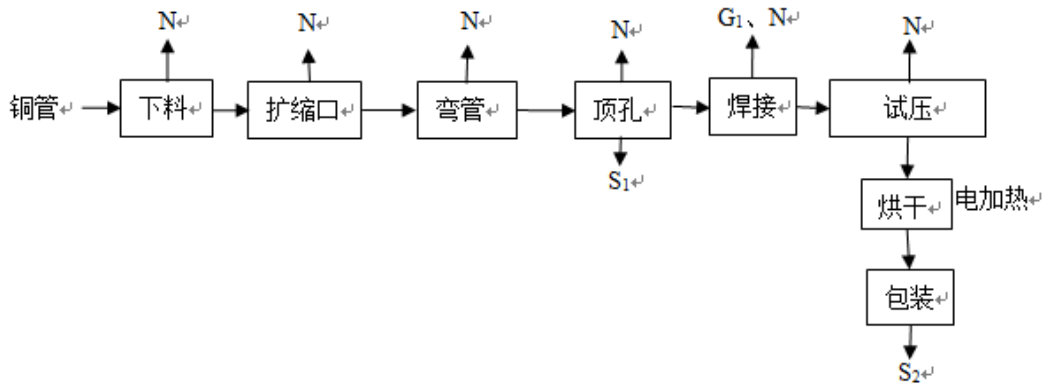 N↵ N↵ N↵ N↵ G₁、N↵ N↵
铜管↵ 下料↵ 扩缩口↵ 弯管↵ 顶孔↵ 焊接↵ 试压↵
S₁↵
烘干↵ 电加热↵
包装↵
S₂↵